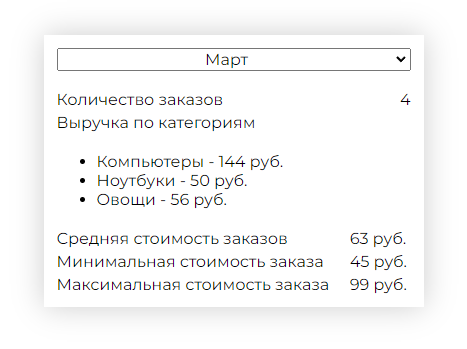 Март
Количество заказов 4
Выручка по категориям
• Компьютеры - 144 руб.
• Ноутбуки - 50 руб.
• Овощи - 56 руб.
Средняя стоимость заказов 63 руб.
Минимальная стоимость заказа 45 руб.
Максимальная стоимость заказа 99 руб.